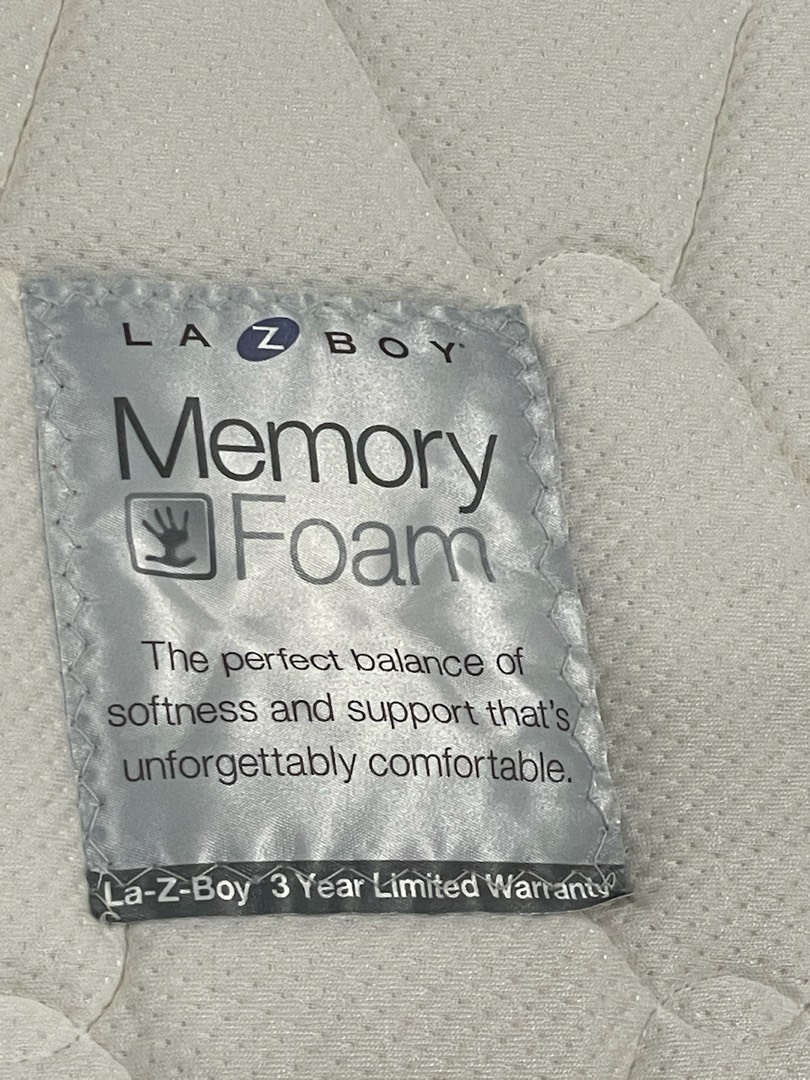 LA Z BOY
Memory
Foam
The perfect balance of
softness and support that's
unforgettably comfortable.
La-Z-Boy 3 Year Limited Warranty